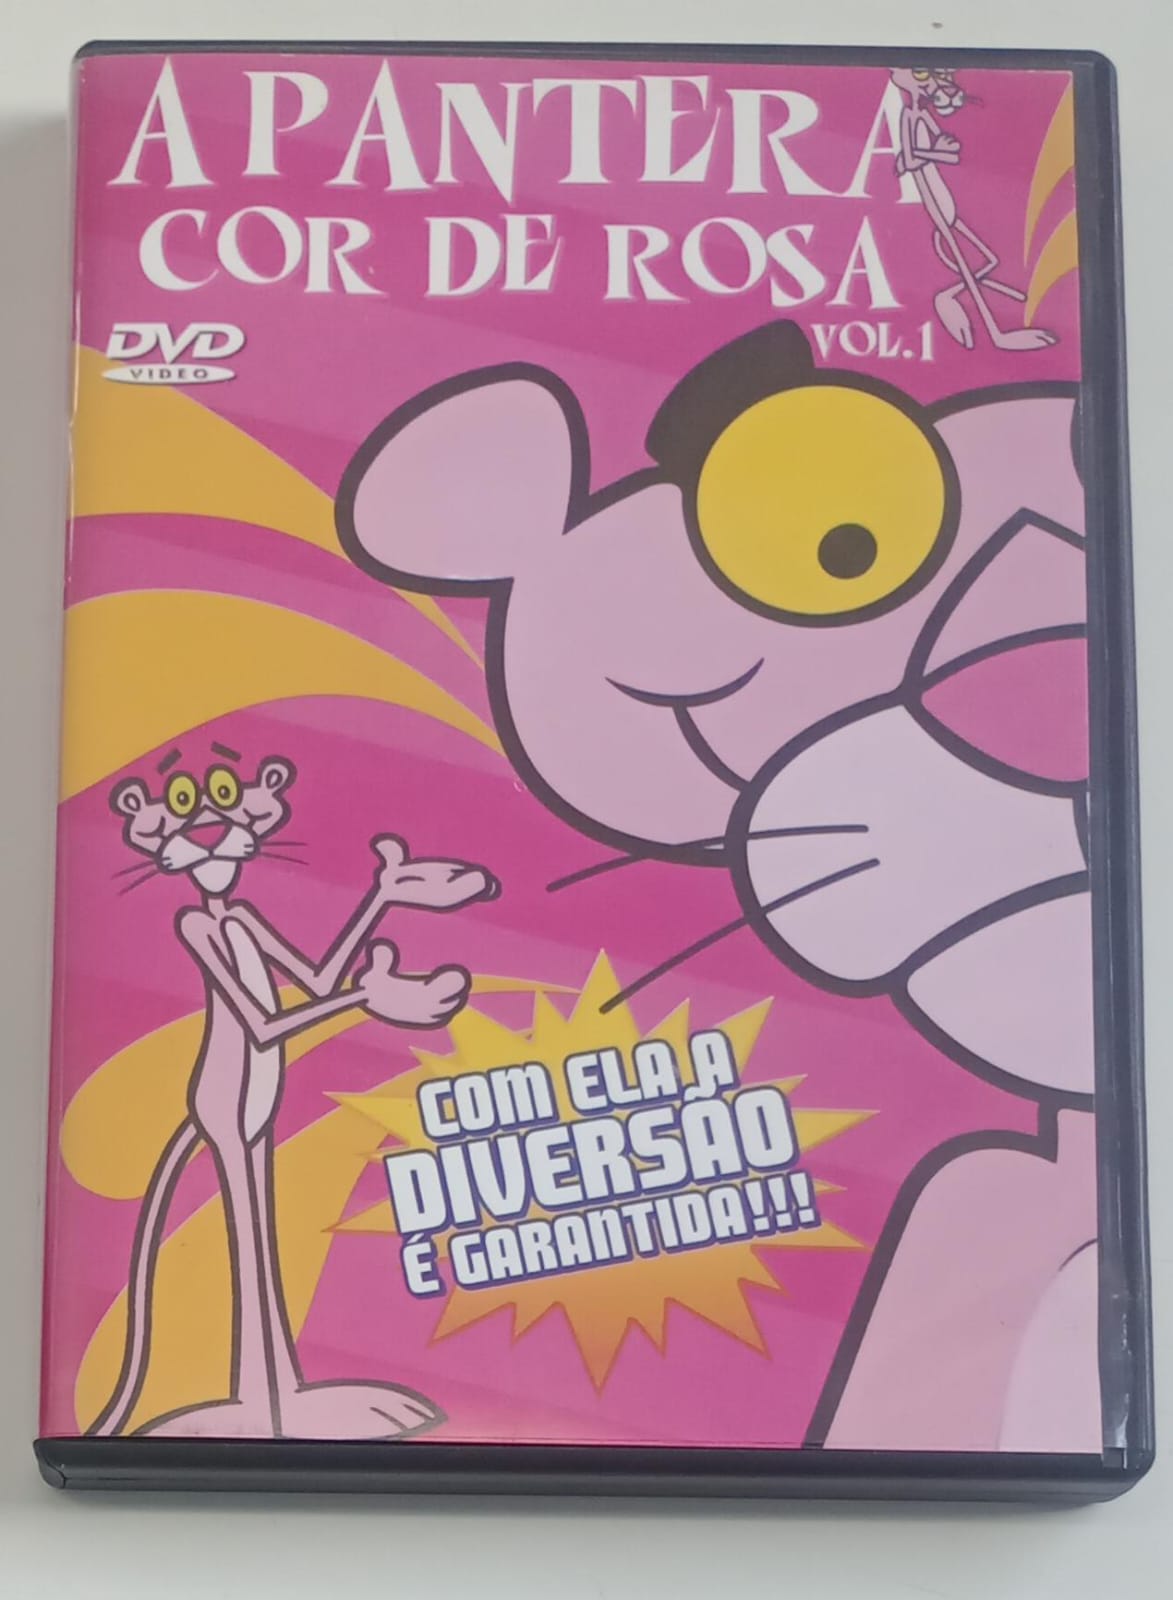 A PANTERA
COR DE ROSA
VOL.1
DVD
VIDEO
COM ELA A
DIVERSÃO
É GARANTIDA!!!